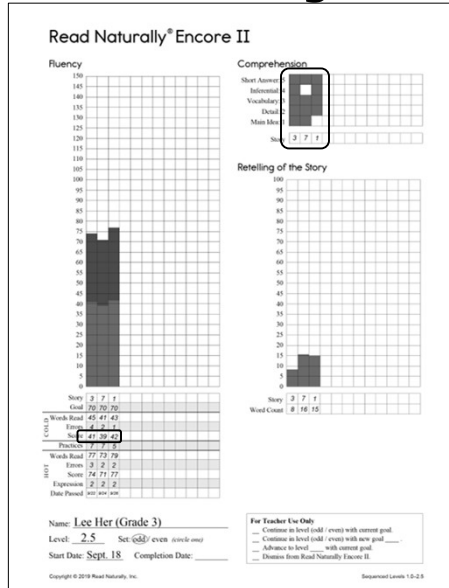 Read Naturally® Encore II
Fluency
150
145
140
135
130
125
120
115
110
105
100
95
90
85
80
75
70
65
60
55
50
45
40
35
30
25
20
15
10
5
0
Story 3 7 1
Goal 70 70 70
COLD
Words Read 45 41 43
Errors 4 2 1
Score 41 39 42
Practices 7 7 5
HOT
Words Read 77 73 79
Errors 3 2 2
Score 74 71 77
Expression 2 2 2
Date Passed
Comprehension
Short Answer: 5
Inferential: 4
Vocabulary: 3
Detail: 2
Main Idea: 1
Story 3 7 1
Retelling of the Story
100
95
90
85
80
75
70
65
60
55
50
45
40
35
30
25
20
15
10
5
0
Story 3 7 1
Word Count 8 16 15
Name: Lee Her (Grade 3)
Level: 2.5 Set: odd / even (circle one)
Start Date: Sept. 18 Completion Date:
For Teacher Use Only
Continue in level (odd / even) with current goal.
Continue in level (odd / even) with new goal ____.
Advance to level ____ with current goal.
Dismiss from Read Naturally Encore II.
Copyright © 2019 Read Naturally, Inc.
Sequenced Levels 1.0–2.5